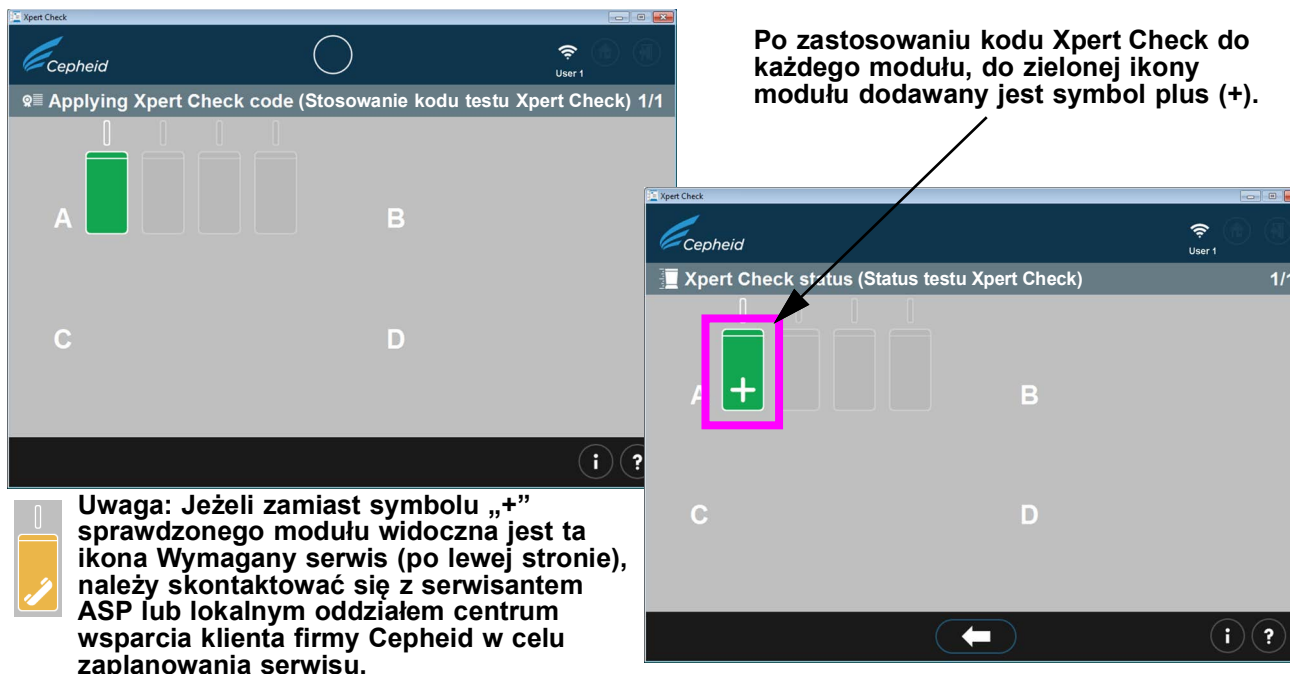 Xpert Check
Cepheid
User 1
Applying Xpert Check code (Stosowanie kodu testu Xpert Check) 1/1
A
B
C
D
i
?
Po zastosowaniu kodu Xpert Check do
każdego modułu, do zielonej ikony
modułu dodawany jest symbol plus (+).
Xpert Check
Cepheid
User 1
Xpert Check status (Status testu Xpert Check) 1/1
A
+
B
C
D
i
?
Uwaga: Jeżeli zamiast symbolu „+”
sprawdzonego modułu widoczna jest ta
ikona Wymagany serwis (po lewej stronie),
należy skontaktować się z serwisantem
ASP lub lokalnym oddziałem centrum
wsparcia klienta firmy Cepheid w celu
zaplanowania serwisu.